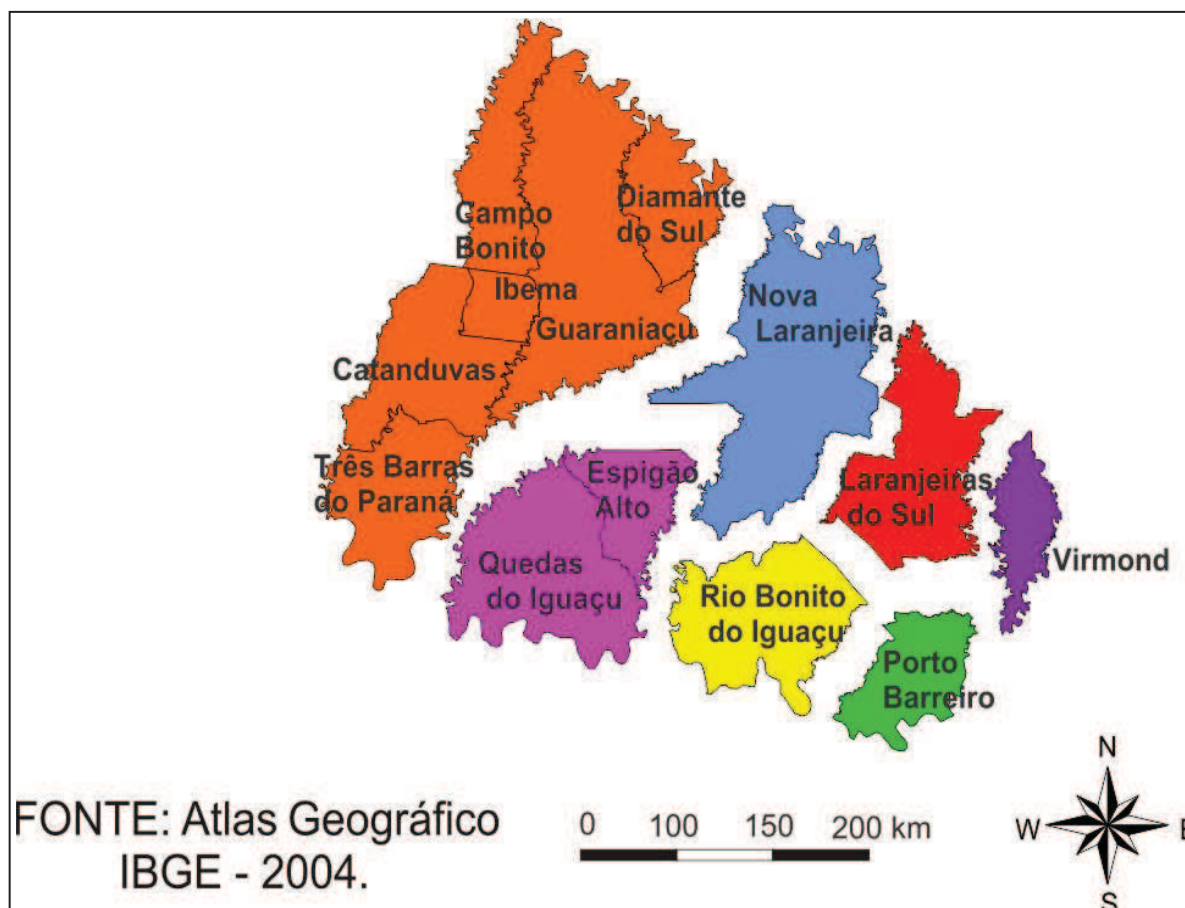 Diamante
do Sul
Campo
Bonito
Ibema
Guaraniaçu
Nova
Laranjeira
Catanduvas
Três Barras
do Paraná
Espigão
Alto
Laranjeiras
do Sul
Quedas
do Iguaçu
Virmond
Rio Bonito
do Iguaçu
Porto
Barreiro
FONTE: Atlas Geográfico
IBGE - 2004.
0 100 150 200 km
N
W E
S